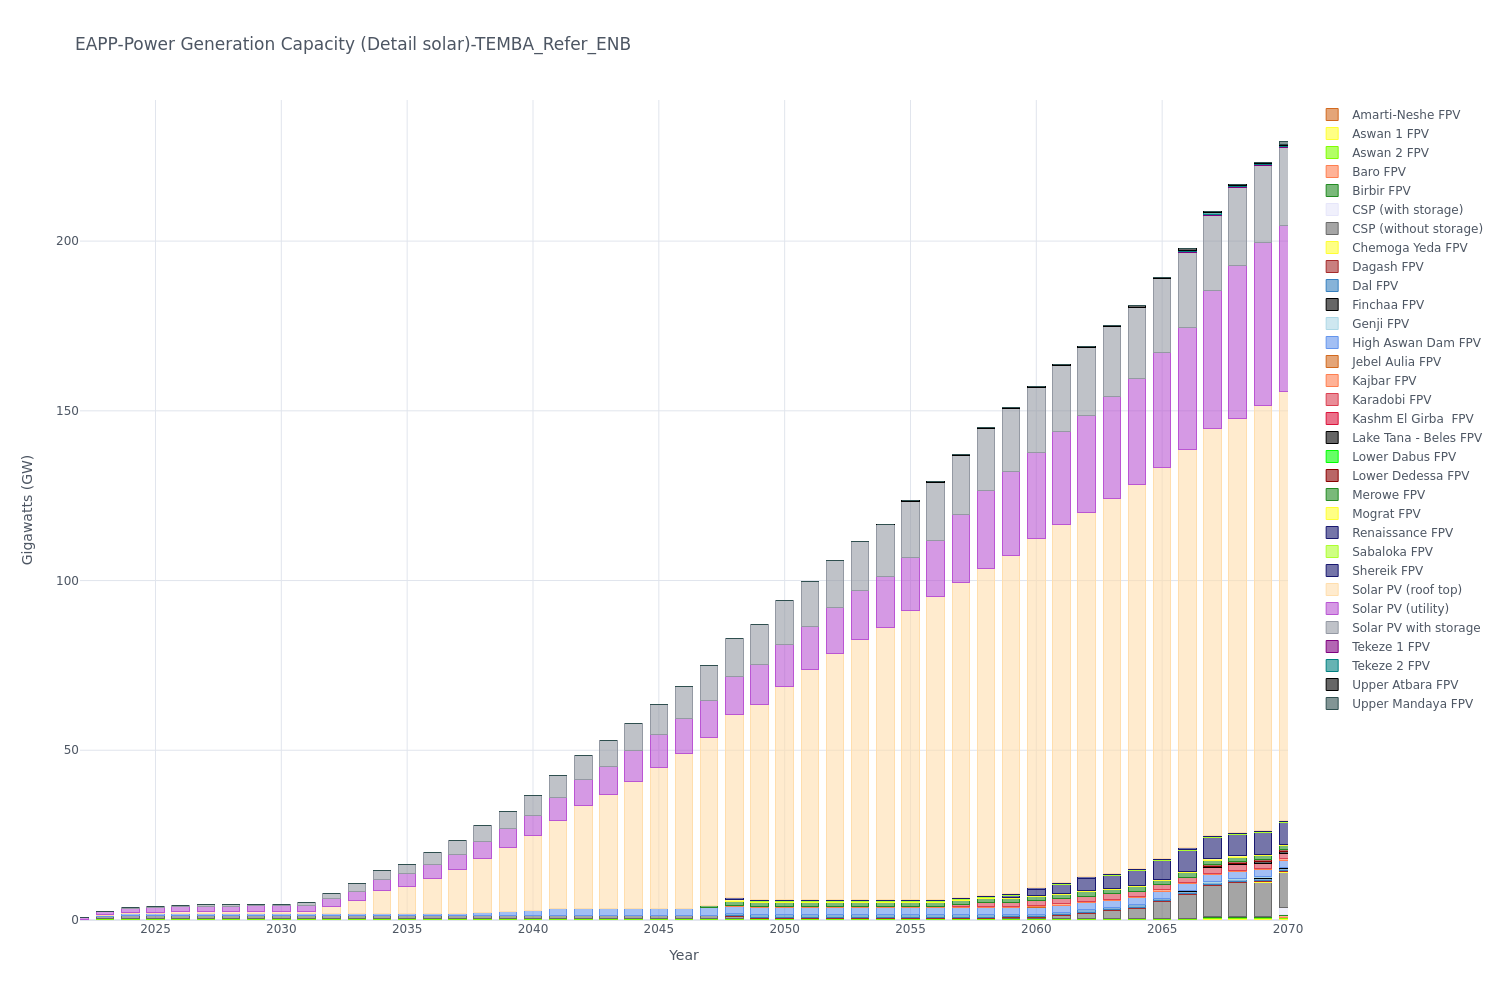 EAPP-Power Generation Capacity (Detail solar)-TEMBA_Refer_ENB
Gigawatts (GW)
200
150
100
50
0
2025
2030
2035
2040
2045
2050
2055
2060
2065
2070
Year
Amarti-Neshe FPV
Aswan 1 FPV
Aswan 2 FPV
Baro FPV
Birbir FPV
CSP (with storage)
CSP (without storage)
Chemoga Yeda FPV
Dagash FPV
Dal FPV
Finchaa FPV
Genji FPV
High Aswan Dam FPV
Jebel Aulia FPV
Kajbar FPV
Karadobi FPV
Kashm El Girba  FPV
Lake Tana - Beles FPV
Lower Dabus FPV
Lower Dedessa FPV
Merowe FPV
Mograt FPV
Renaissance FPV
Sabaloka FPV
Shereik FPV
Solar PV (roof top)
Solar PV (utility)
Solar PV with storage
Tekeze 1 FPV
Tekeze 2 FPV
Upper Atbara FPV
Upper Mandaya FPV